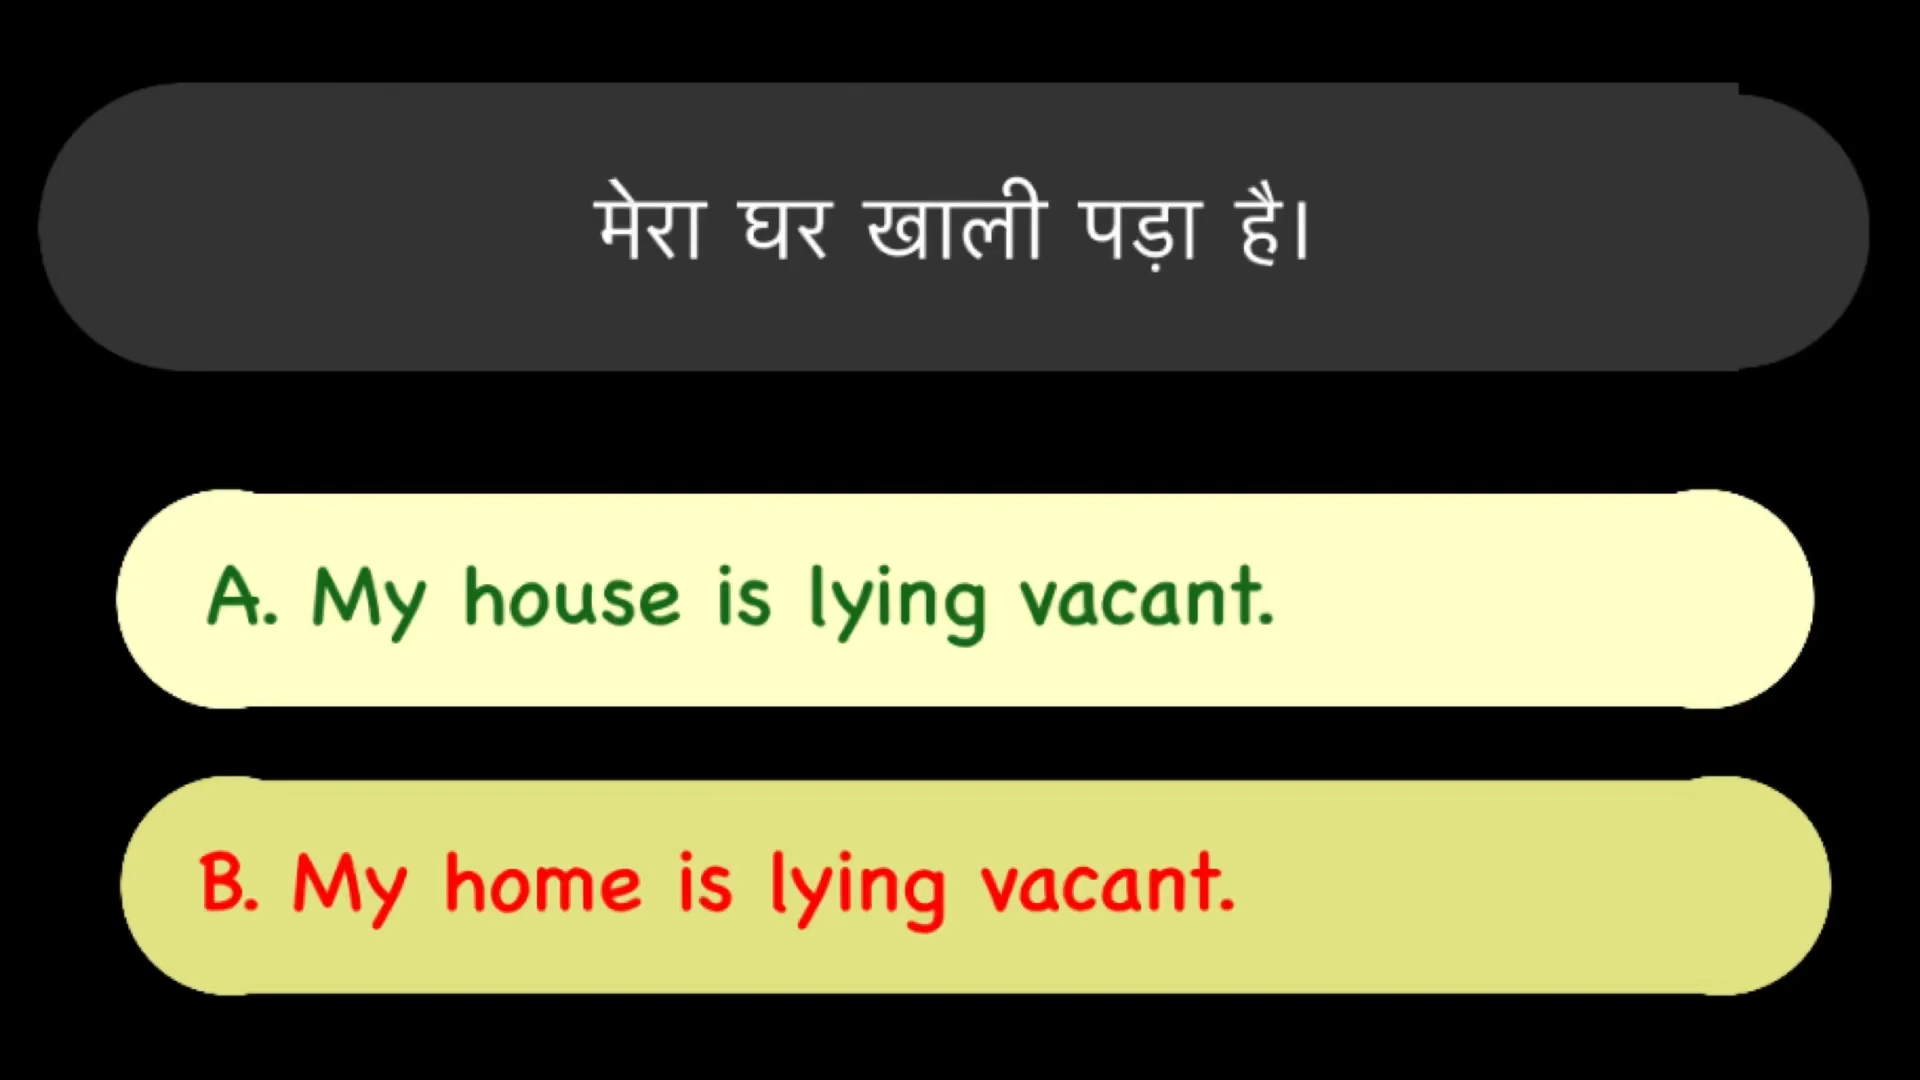 मेरा घर खाली पड़ा है।
A. My house is lying vacant.
B. My home is lying vacant.